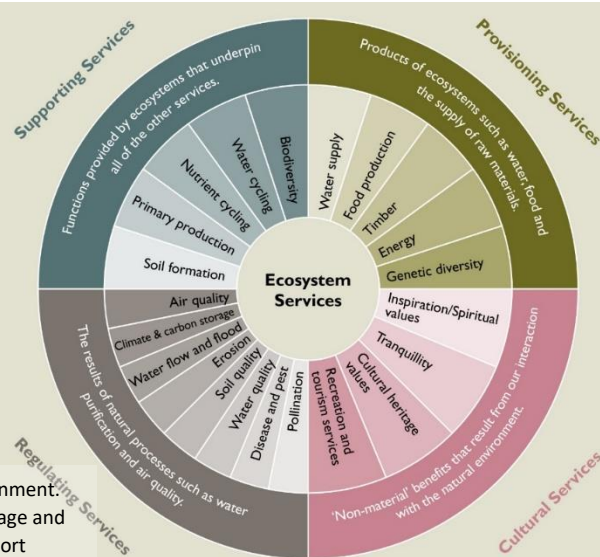 Supporting Services
Functions provided by ecosystems that underpin
all of the other services.
Biodiversity
Water cycling
Nutrient cycling
Primary production
Soil formation
Provisioning Services
Products of ecosystems such as water, food and
the supply of raw materials.
Water supply
Food production
Timber
Energy
Genetic diversity
Ecosystem
Services
Regulating Services
The results of natural processes such as water
purification and air quality.
Air quality
Climate & carbon storage
Water flow and flood
Erosion
Soil quality
Water quality
Disease and pest
Pollination
Cultural Services
'Non-material' benefits that result from our interaction
with the natural environment.
Inspiration/Spiritual
values
Tranquillity
Cultural heritage
values
Recreation and
tourism services
nment.
age and
ort